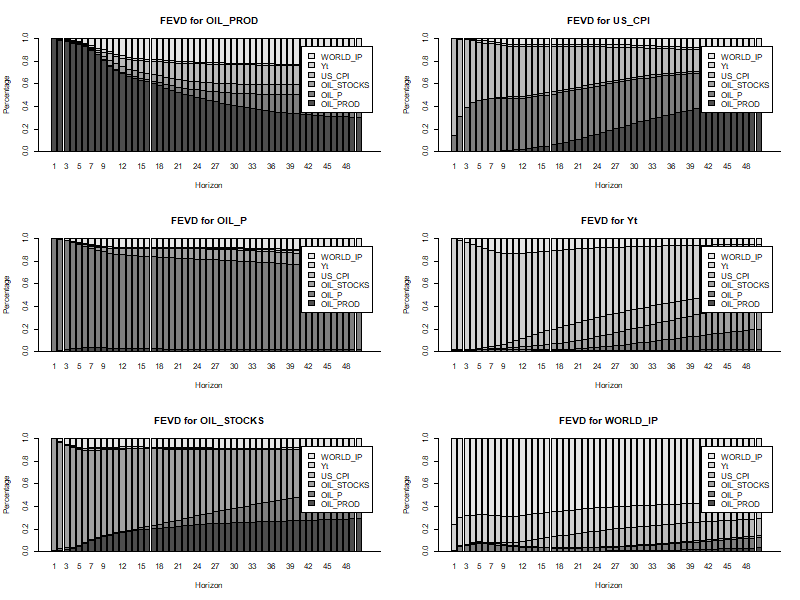 FEVD for OIL_PROD
Percentage
1.0
0.8
0.6
0.4
0.2
0.0
WORLD_IP
Yt
US_CPI
OIL_STOCKS
OIL_P
OIL_PROD
1 3 5 7 9 12 15 18 21 24 27 30 33 36 39 42 45 48
Horizon
FEVD for US_CPI
Percentage
1.0
0.8
0.6
0.4
0.2
0.0
WORLD_IP
Yt
US_CPI
OIL_STOCKS
OIL_P
OIL_PROD
1 3 5 7 9 12 15 18 21 24 27 30 33 36 39 42 45 48
Horizon
FEVD for OIL_P
Percentage
1.0
0.8
0.6
0.4
0.2
0.0
WORLD_IP
Yt
US_CPI
OIL_STOCKS
OIL_P
OIL_PROD
1 3 5 7 9 12 15 18 21 24 27 30 33 36 39 42 45 48
Horizon
FEVD for Yt
Percentage
1.0
0.8
0.6
0.4
0.2
0.0
WORLD_IP
Yt
US_CPI
OIL_STOCKS
OIL_P
OIL_PROD
1 3 5 7 9 12 15 18 21 24 27 30 33 36 39 42 45 48
Horizon
FEVD for OIL_STOCKS
Percentage
1.0
0.8
0.6
0.4
0.2
0.0
WORLD_IP
Yt
US_CPI
OIL_STOCKS
OIL_P
OIL_PROD
1 3 5 7 9 12 15 18 21 24 27 30 33 36 39 42 45 48
Horizon
FEVD for WORLD_IP
Percentage
1.0
0.8
0.6
0.4
0.2
0.0
WORLD_IP
Yt
US_CPI
OIL_STOCKS
OIL_P
OIL_PROD
1 3 5 7 9 12 15 18 21 24 27 30 33 36 39 42 45 48
Horizon